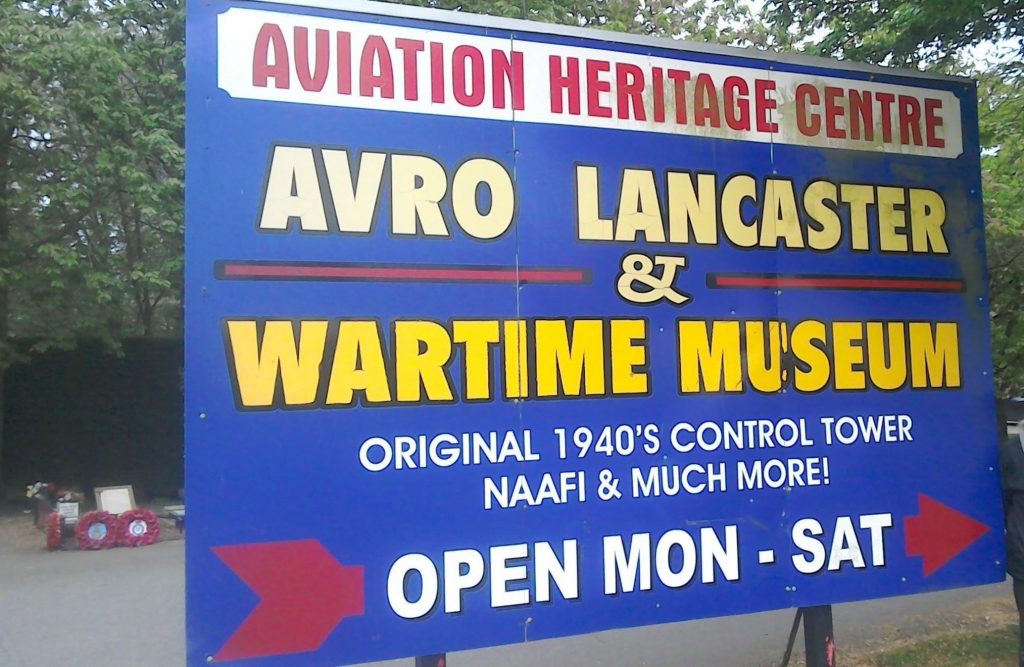 AVIATION HERITAGE CENTRE
AVRO LANCASTER
&
WARTIME MUSEUM
ORIGINAL 1940'S CONTROL TOWER
NAAFI & MUCH MORE!
OPEN MON - SAT